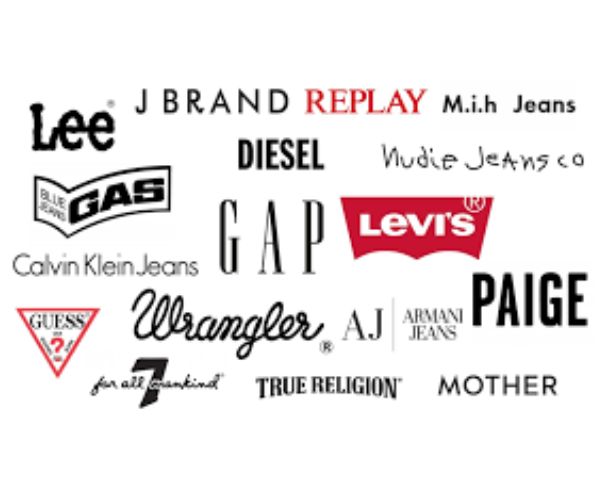 Lee®
J BRAND
REPLAY
M.i.h Jeans
DIESEL
nudie Jeans co
BLUE
JEANS
GAS
GAP
LEVI'S®
Calvin Klein Jeans
PAIGE
GUESS
?
Wrangler®
AJ
ARMANI
JEANS
7
for all mankind
TRUE RELIGION
MOTHER